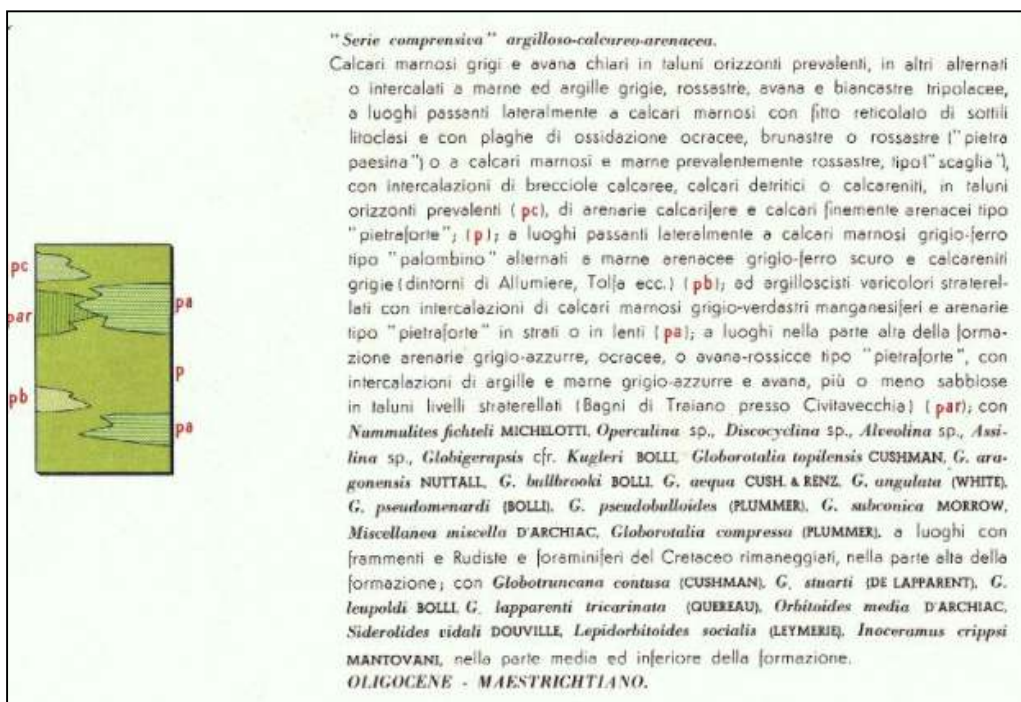 "Serie comprensiva" argilloso-calcareo-arenacea.
Calcari marnosi grigi e avana chiari in taluni orizzonti prevalenti, in altri alternati
o intercalati a marne ed argille grigie, rossastre, avana e biancastre tripolacee,
a luoghi passanti lateralmente a calcari marnosi con fitto reticolato di sottili
litoclasi e con plaghe di ossidazione ocracee, brunastre o rossastre ("pietra
paesina") o a calcari marnosi e marne prevalentemente rossastre, tipo("scaglia"),
con intercalazioni di brecciole calcaree, calcari detritici o calcareniti, in taluni
orizzonti prevalenti (pc), di arenarie calcarifere e calcari finemente arenacei tipo
"pietraforte"; (p); a luoghi passanti lateralmente a calcari marnosi grigio-ferro
tipo "palombino" alternati a marne arenacee grigio-ferro scuro e calcareniti
grigie (dintorni di Allumiere, Tolfa ecc.) (pb); ad argilloscisti varicolori straterel-
lati con intercalazioni di calcari marnosi grigio-verdastri manganesiferi e arenarie
tipo "pietraforte" in strati o in lenti (pa); a luoghi nella parte alta della forma-
zione arenarie grigio-azzurre, ocracee, o avana-rossicce tipo "pietraforte", con
intercalazioni di argille e marne grigio-azzurre e avana, più o meno sabbiose
in taluni livelli straterellati (Bagni di Traiano presso Civitavecchia) (par); con
Nummulites fichteli MICHELOTTI, Operculina sp., Discocyclina sp., Alveolina sp., Assi-
lina sp., Globigerapsis cfr. Kugleri BOLLI, Globorotalia topilensis CUSHMAN, G. ara-
gonensis NUTTALL, G. bullbrooki BOLLI, G. aequa CUSH. & RENZ, G. angulata (WHITE),
G. pseudomenardi (BOLLI), G. pseudobulloides (PLUMMER), G. subconica MORROW,
Miscellanea miscella D'ARCHIAC, Globorotalia compressa (PLUMMER), a luoghi con
frammenti e Rudiste e foraminiferi del Cretaceo rimaneggiati, nella parte alta della
formazione; con Globotruncana contusa (CUSHMAN), G. stuarti (DE LAPPARENT), G.
leupoldi BOLLI, G. lapparenti tricarinata (QUEREAU), Orbitoides media D'ARCHIAC,
Siderolides vidali DOUVILLE, Lepidorbitoides socialis (LEYMERIE), Inoceramus crippsi
MANTOVANI, nella parte media ed inferiore della formazione.
OLIGOCENE - MAESTRICHTIANO.
pc
par
pa
p
pb
pa